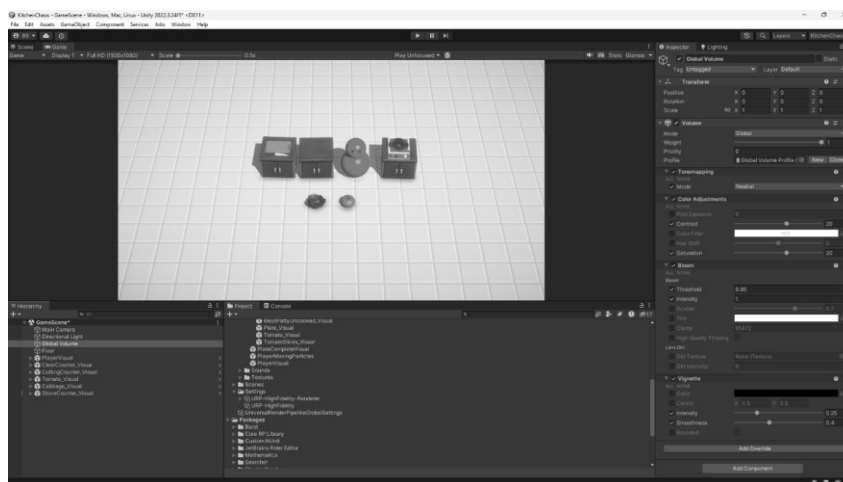 KitchenChaos - GameScene - Windows, Mac, Linux - Unity 2022.3.24f1* <DX11>
File Edit Assets GameObject Component Services Jobs Window Help
Layers KitchenChaos
Scene Game
Game Display 1 Full HD (1920x1080) Scale 0.5x Play Unfocused Stats Gizmos
Inspector Lighting
Global Volume Static
Tag Untagged Layer Default
Transform
Position X 0 Y 0 Z 0
Rotation X 0 Y 0 Z 0
Scale X 1 Y 1 Z 1
Volume
Mode Global
Weight 1
Priority 0
Profile Global Volume Profile New Clone
Tonemapping
ALL NONE
Mode Neutral
Color Adjustments
ALL NONE
Post Exposure 0
Contrast 20
Color Filter HDR
Hue Shift 0
Saturation 20
Bloom
ALL NONE
Bloom
Threshold 0.95
Intensity 1
Scatter 0.7
Tint
Clamp 65472
High Quality Filtering
Lens Dirt
Dirt Texture None (Texture)
Dirt Intensity 0
Vignette
ALL NONE
Color
Center X 0.5 Y 0.5
Intensity 0.25
Smoothness 0.4
Rounded
Add Override
Add Component
Hierarchy
All
GameScene*
Main Camera
Directional Light
Global Volume
Floor
PlayerVisual
ClearCounter_Visual
CuttingCounter_Visual
Tomato_Visual
Cabbage_Visual
StoveCounter_Visual
Project Console
MeatPattyUncooked_Visual
Plate_Visual
Tomato_Visual
TomatoSlices_Visual
PlateCompleteVisual
PlayerMovingParticles
PlayerVisual
Sounds
Textures
Scenes
Settings
URP-HighFidelity-Renderer
URP-HighFidelity
UniversalRenderPipelineGlobalSettings
Packages
Burst
Core RP Library
Custom NUnit
JetBrains Rider Editor
Mathematics
Searcher